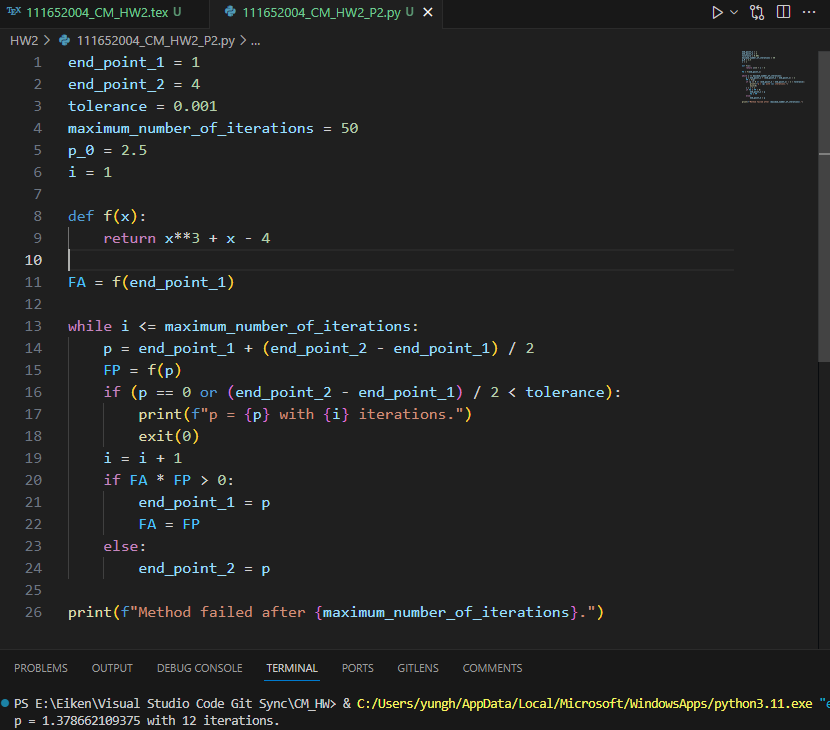 TEX 111652004_CM_HW2.tex U 111652004_CM_HW2_P2.py U
HW2 > 111652004_CM_HW2_P2.py > ...
1 end_point_1 = 1
2 end_point_2 = 4
3 tolerance = 0.001
4 maximum_number_of_iterations = 50
5 p_0 = 2.5
6 i = 1
7
8 def f(x):
9     return x**3 + x - 4
10
11 FA = f(end_point_1)
12
13 while i <= maximum_number_of_iterations:
14     p = end_point_1 + (end_point_2 - end_point_1) / 2
15     FP = f(p)
16     if (p == 0 or (end_point_2 - end_point_1) / 2 < tolerance):
17         print(f"p = {p} with {i} iterations.")
18         exit(0)
19     i = i + 1
20     if FA * FP > 0:
21         end_point_1 = p
22         FA = FP
23     else:
24         end_point_2 = p
25
26 print(f"Method failed after {maximum_number_of_iterations}.")
PROBLEMS OUTPUT DEBUG CONSOLE TERMINAL PORTS GITLENS COMMENTS
PS E:\Eiken\Visual Studio Code Git Sync\CM_HW> & C:/Users/yungh/AppData/Local/Microsoft/WindowsApps/python3.11.exe "e
p = 1.378662109375 with 12 iterations.